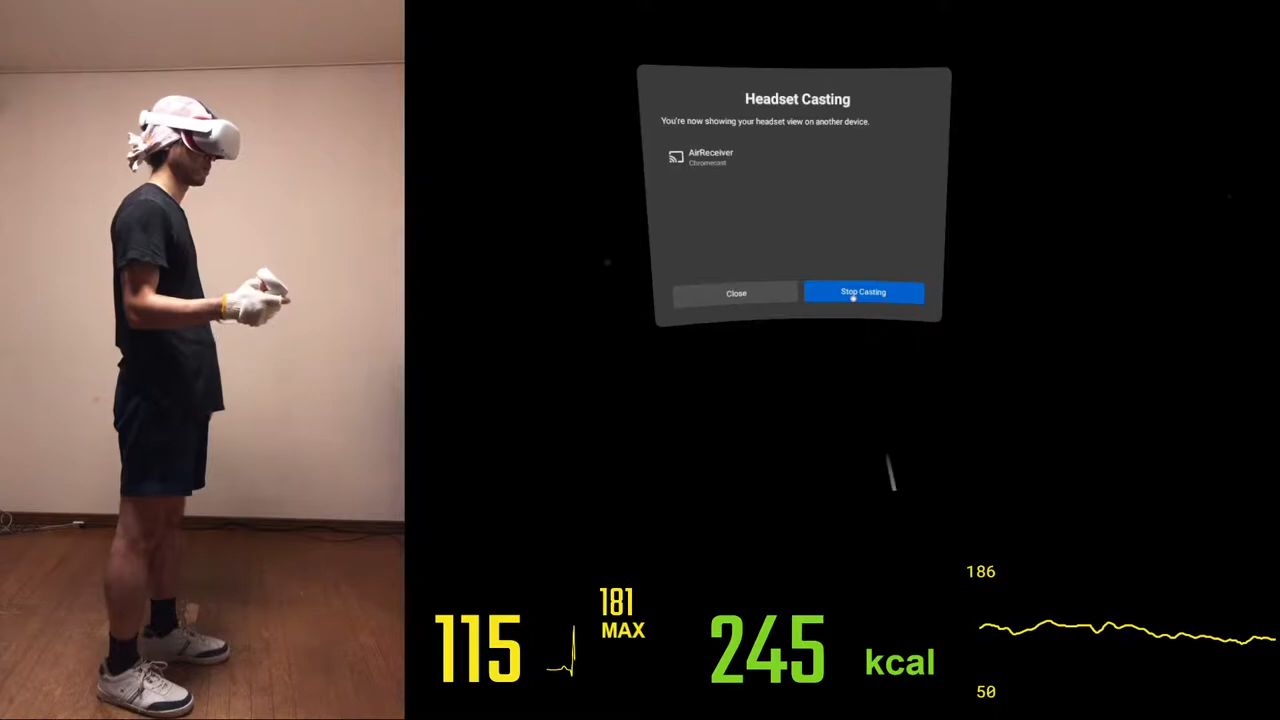 Headset Casting
You're now showing your headset view on another device.
AirReceiver
Chromecast
Close
Stop Casting
115
181
MAX
245
kcal
186
50